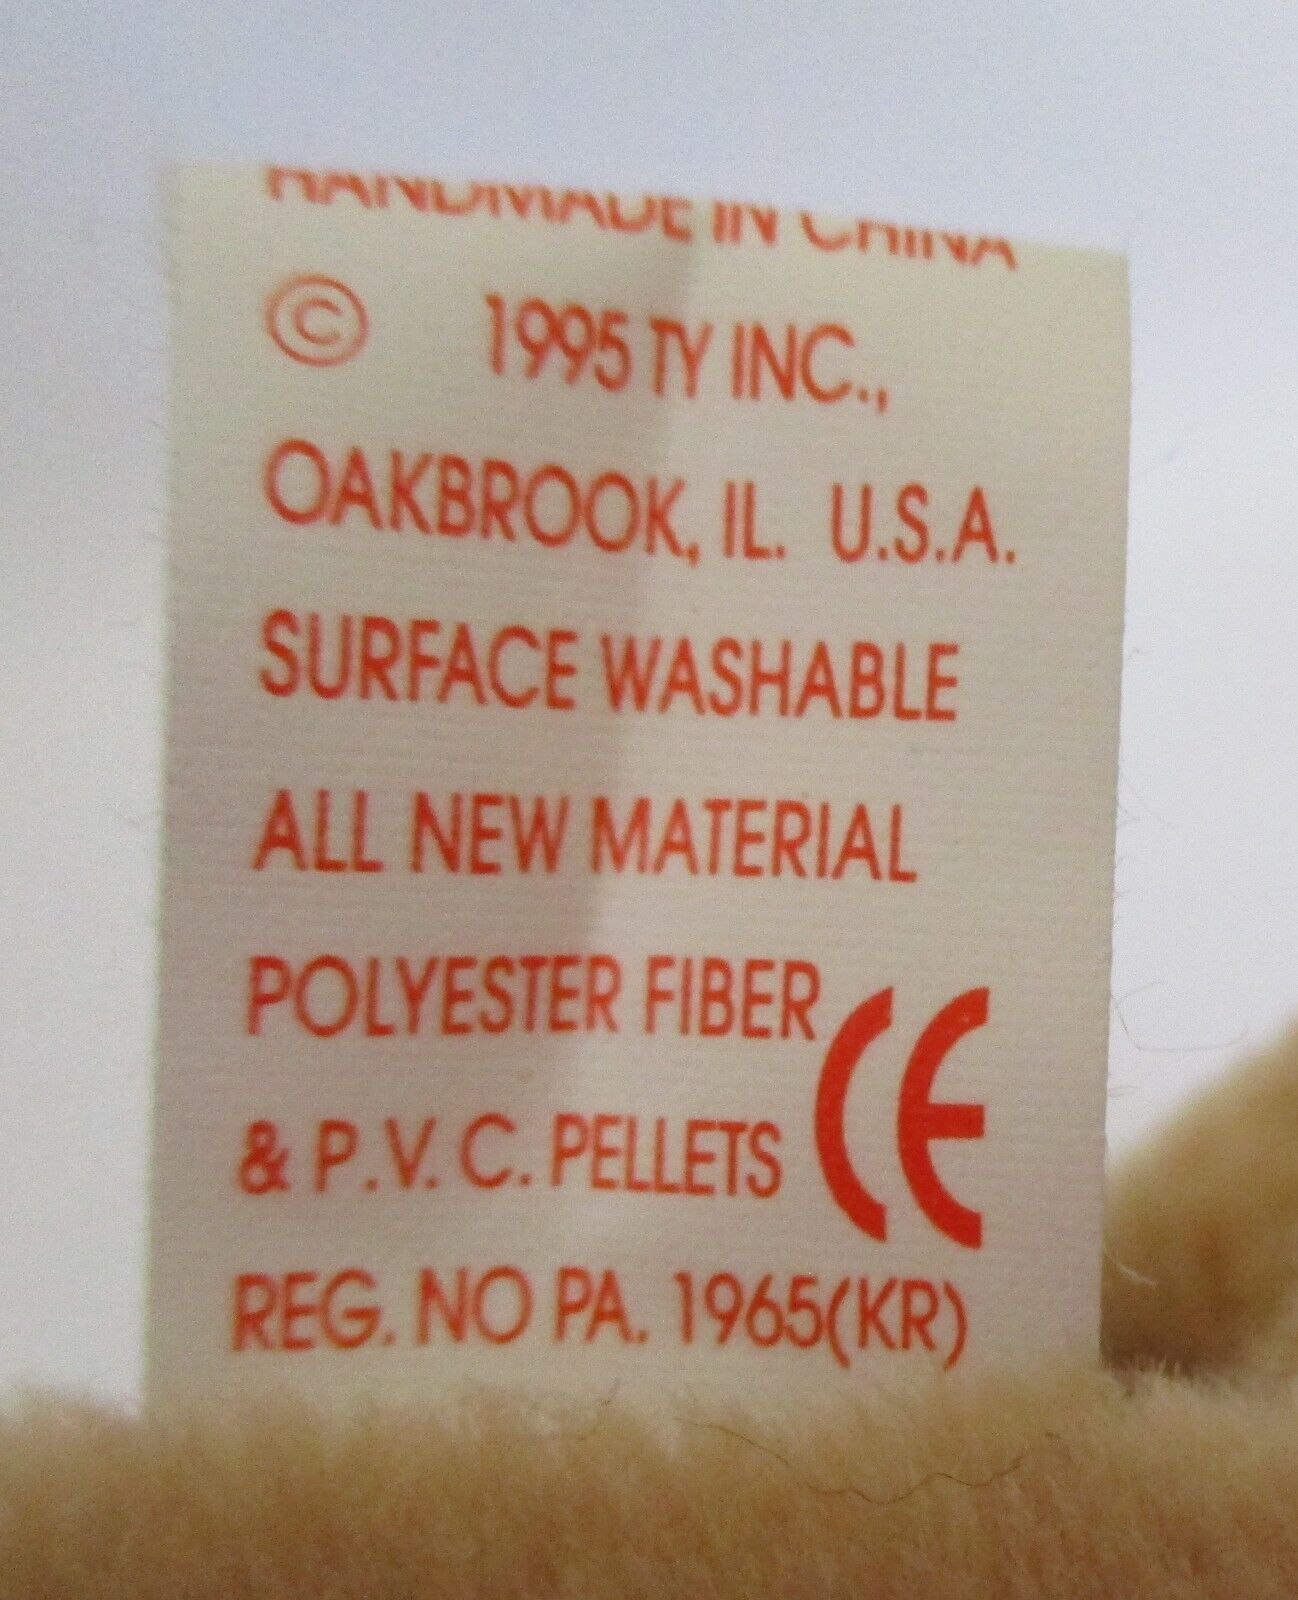 HANDMADE IN CHINA
© 1995 TY INC.,
OAKBROOK, IL. U.S.A.
SURFACE WASHABLE
ALL NEW MATERIAL
POLYESTER FIBER
& P.V.C. PELLETS CE
REG. NO PA. 1965(KR)